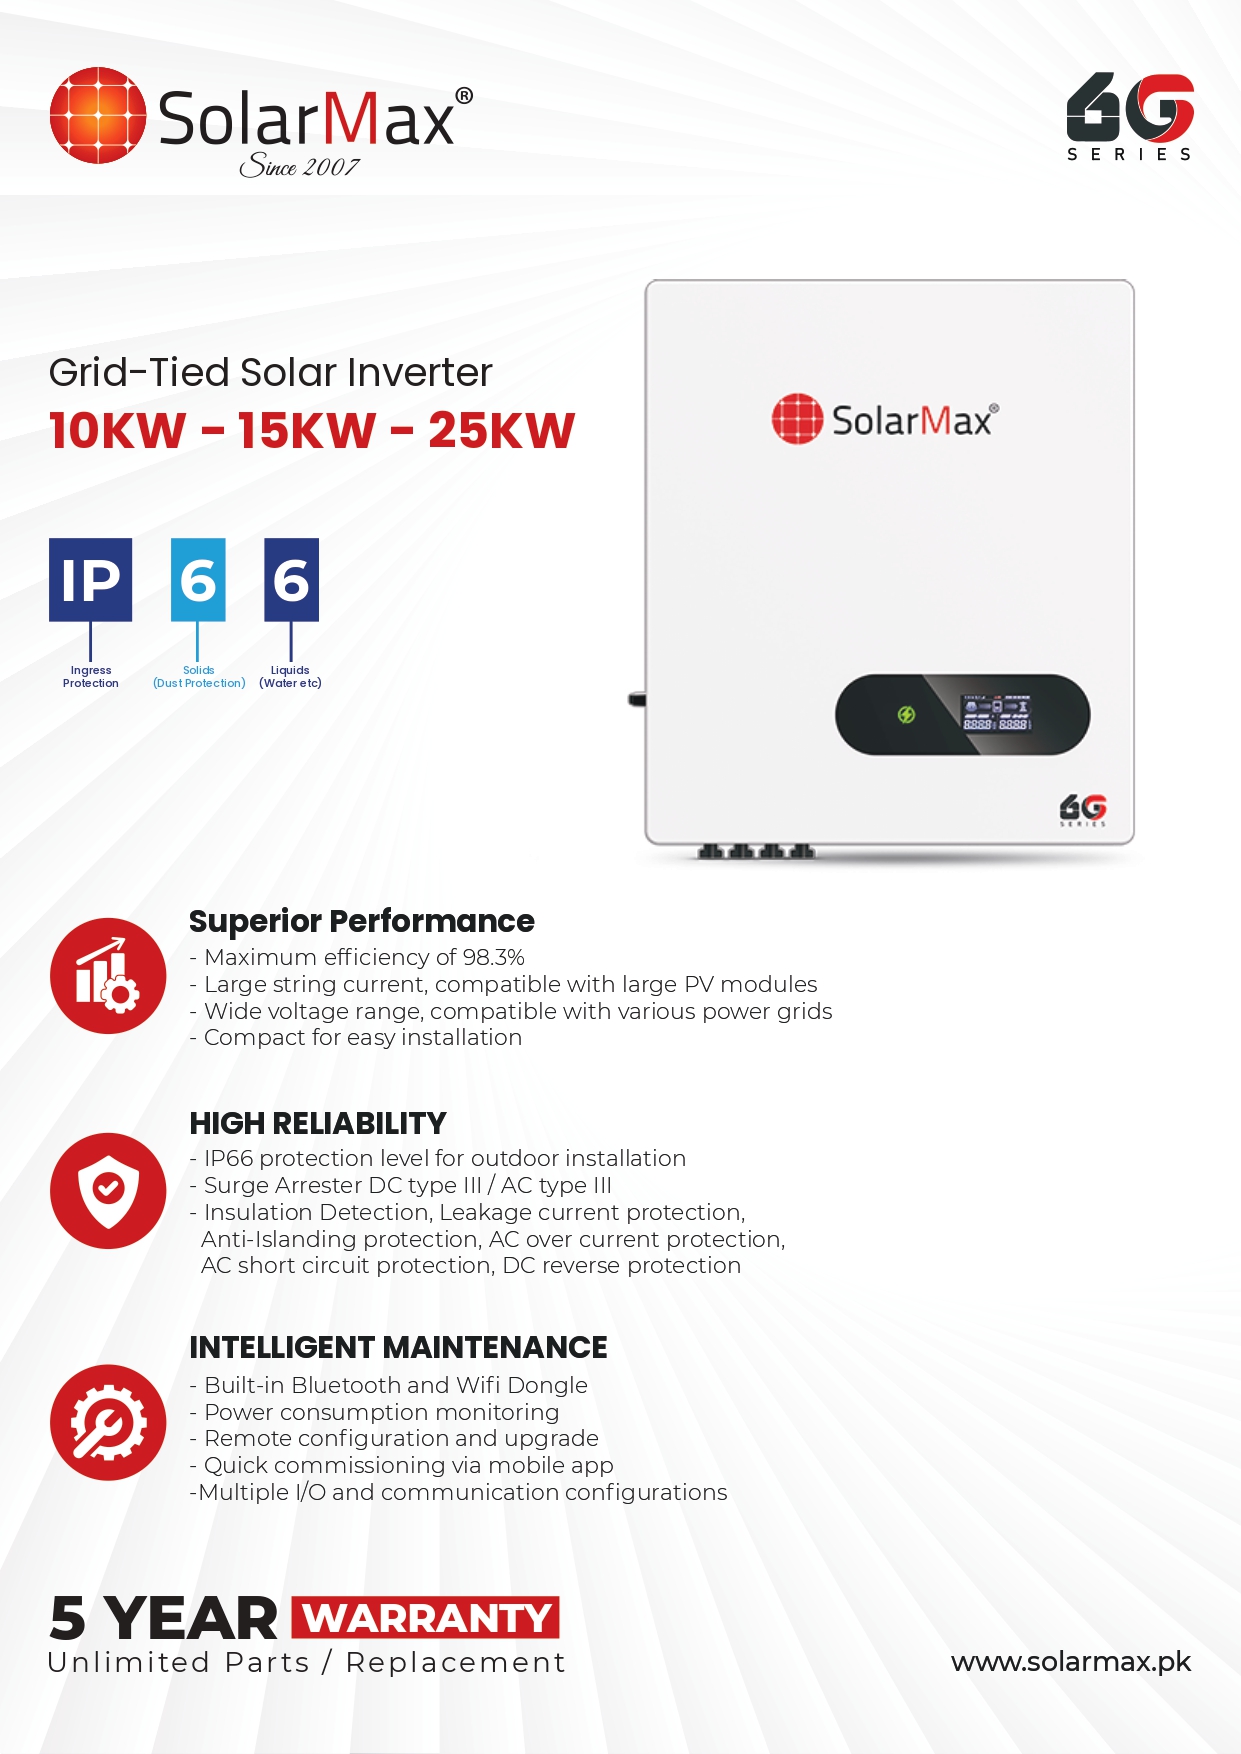 SolarMax®
Since 2007
6G
SERIES
Grid-Tied Solar Inverter
10KW - 15KW - 25KW
SolarMax®
IP 6 6
Ingress Protection
Solids (Dust Protection)
Liquids (Water etc)
6G
SERIES
Superior Performance
- Maximum efficiency of 98.3%
- Large string current, compatible with large PV modules
- Wide voltage range, compatible with various power grids
- Compact for easy installation
HIGH RELIABILITY
- IP66 protection level for outdoor installation
- Surge Arrester DC type III / AC type III
- Insulation Detection, Leakage current protection,
Anti-Islanding protection, AC over current protection,
AC short circuit protection, DC reverse protection
INTELLIGENT MAINTENANCE
- Built-in Bluetooth and Wifi Dongle
- Power consumption monitoring
- Remote configuration and upgrade
- Quick commissioning via mobile app
-Multiple I/O and communication configurations
5 YEAR WARRANTY
Unlimited Parts / Replacement
www.solarmax.pk